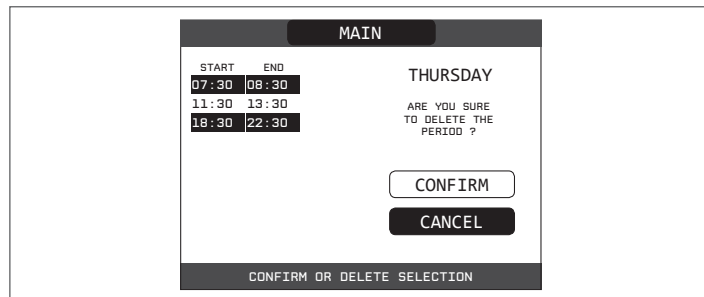 MAIN
START END
07:30 08:30
11:30 13:30
18:30 22:30
THURSDAY
ARE YOU SURE
TO DELETE THE
PERIOD ?
CONFIRM
CANCEL
CONFIRM OR DELETE SELECTION